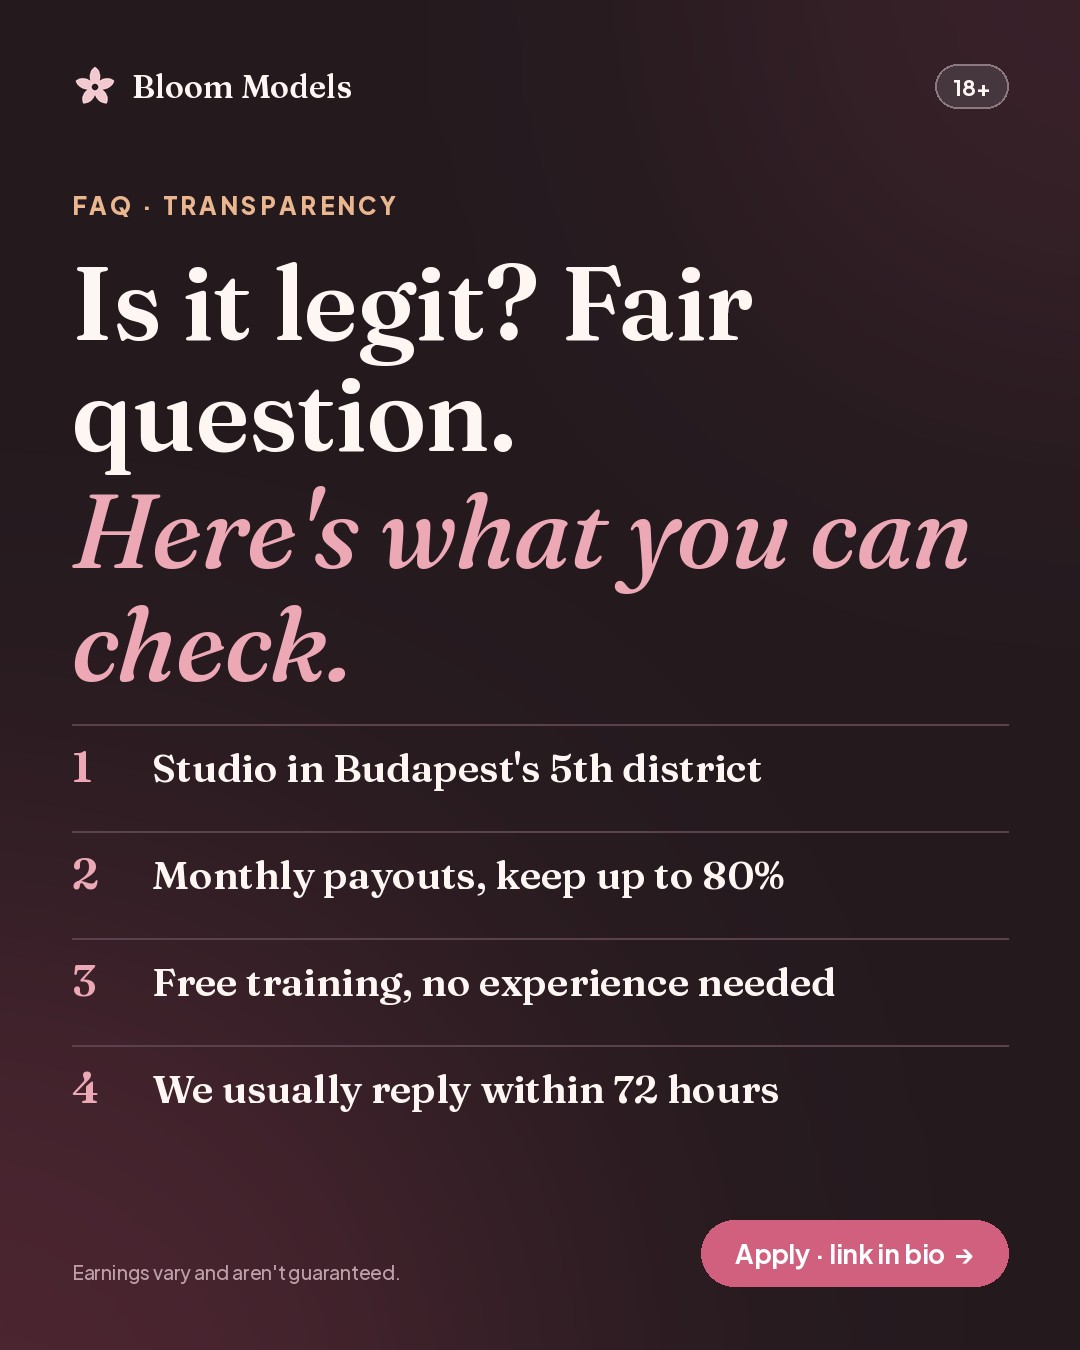 Bloom Models
18+
FAQ · TRANSPARENCY
Is it legit? Fair
question.
Here's what you can
check.
1 Studio in Budapest's 5th district
2 Monthly payouts, keep up to 80%
3 Free training, no experience needed
4 We usually reply within 72 hours
Earnings vary and aren't guaranteed.
Apply · link in bio →